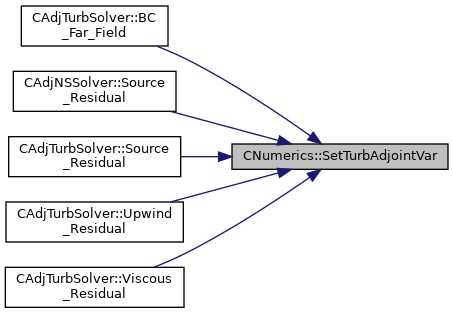 CAdjTurbSolver::BC
_Far_Field
CAdjNSSolver::Source
_Residual
CAdjTurbSolver::Source
_Residual
CNumerics::SetTurbAdjointVar
CAdjTurbSolver::Upwind
_Residual
CAdjTurbSolver::Viscous
_Residual